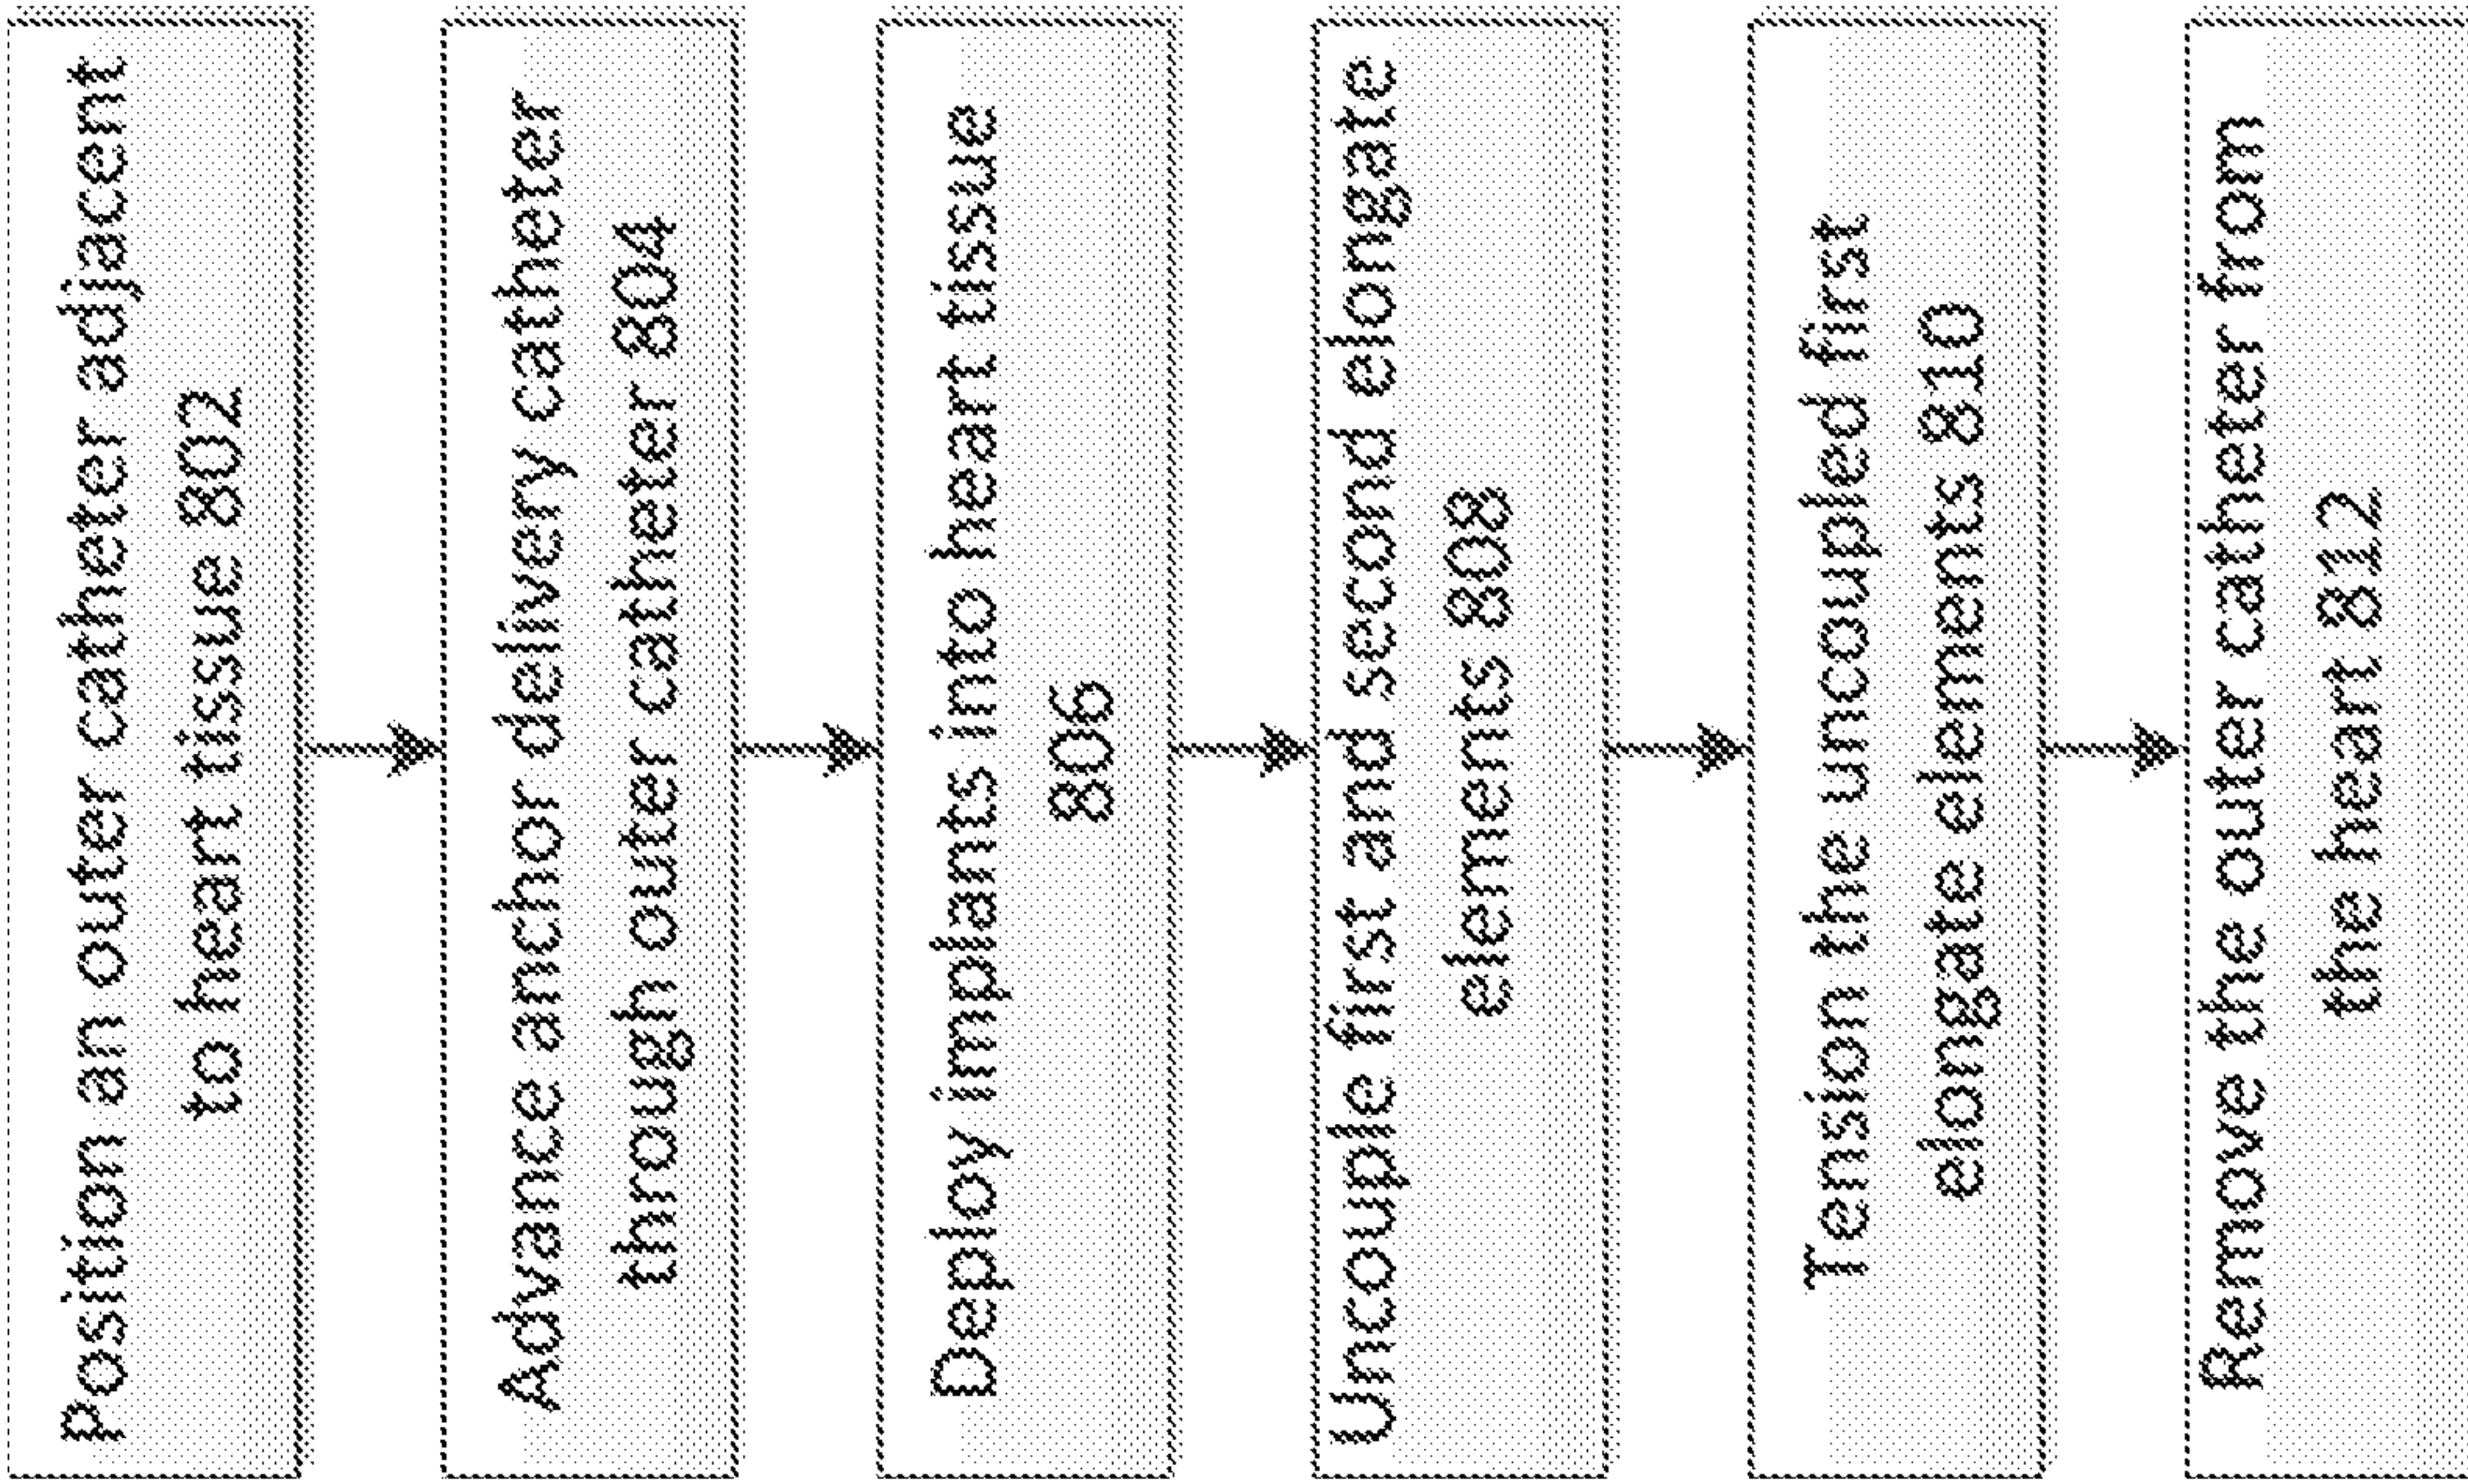 Position an outer catheter adjacent
to heart tissue 802
Advance anchor delivery catheter
through outer catheter 804
Deploy implants into heart tissue
806
Uncouple first and second elongate
elements 808
Tension the uncoupled first
elongate elements 810
Remove the outer catheter from
the heart 812